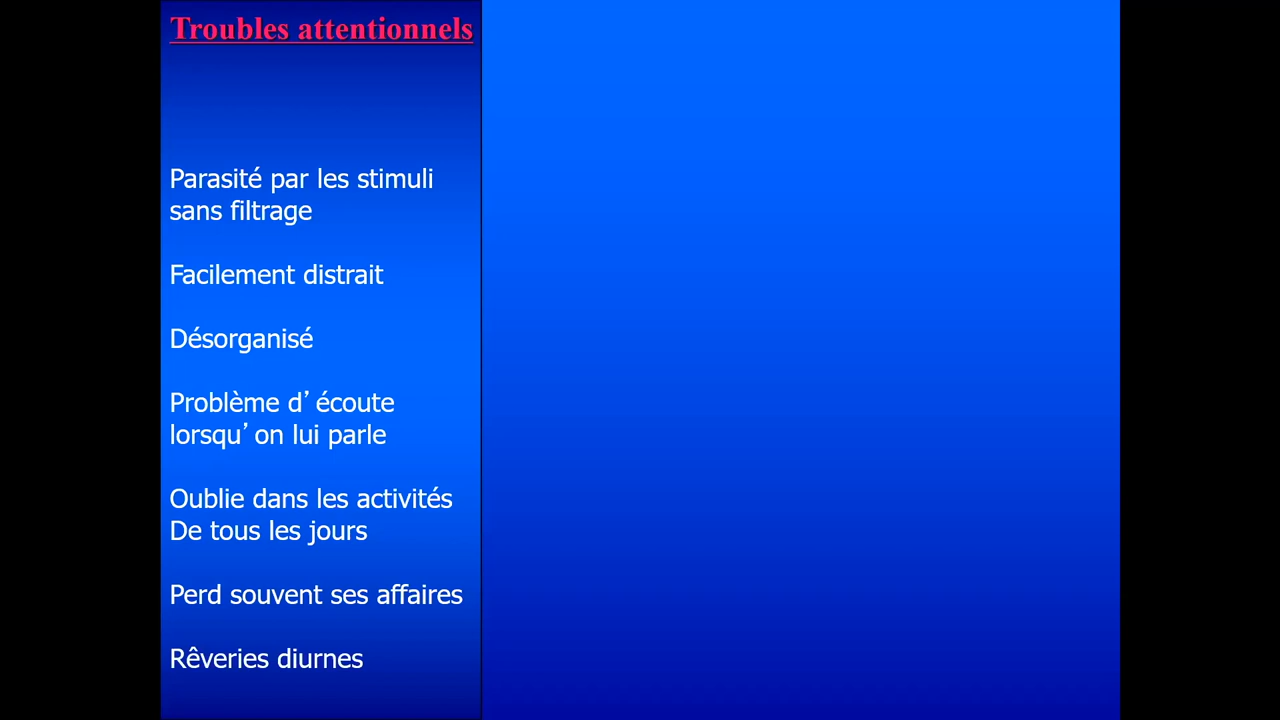 Troubles attentionnels
Parasité par les stimuli
sans filtrage
Facilement distrait
Désorganisé
Problème d’ écoute
lorsqu’ on lui parle
Oublie dans les activités
De tous les jours
Perd souvent ses affaires
Rêveries diurnes